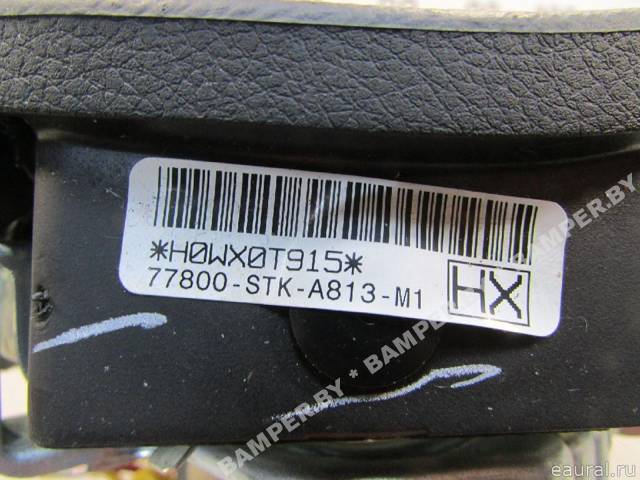 *H0WX0T915*
77800-STK-A813-M1
HX
BAMPER.BY * BAMPER.BY * BAMPER.BY
eaural.ru